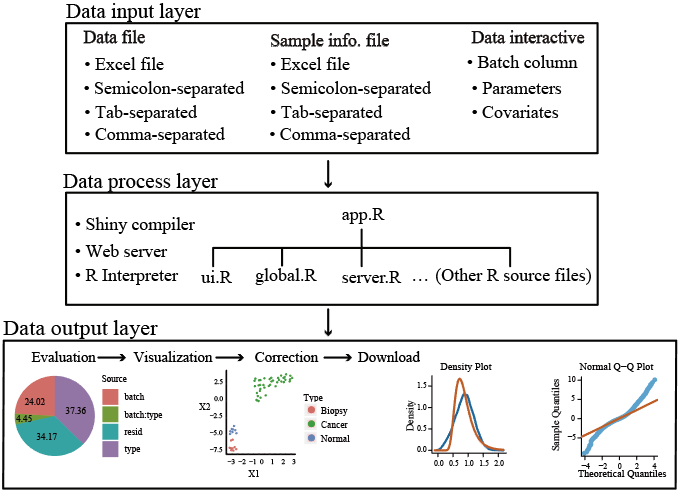 Data input layer
Data file
• Excel file
• Semicolon-separated
• Tab-separated
• Comma-separated
Sample info. file
• Excel file
• Semicolon-separated
• Tab-separated
• Comma-separated
Data interactive
• Batch column
• Parameters
• Covariates
Data process layer
• Shiny compiler
• Web server
• R Interpreter
app.R
ui.R global.R server.R … (Other R source files)
Data output layer
Evaluation Visualization Correction Download
24.02
4.45
34.17
37.36
Source
batch
batch:type
resid
type
X2
2.5
0.0
−2.5
−5.0
−7.5
−3 −2 −1 0 1 2 3
X1
Type
Biopsy
Cancer
Normal
Density Plot
Density
1.5
1.0
0.5
0.0
0.0 0.5 1.0 1.5 2.0
Normal Q−Q Plot
Sample Quantiles
10
5
0
−5
−4 −2 0 2 4
Theoretical Quantiles